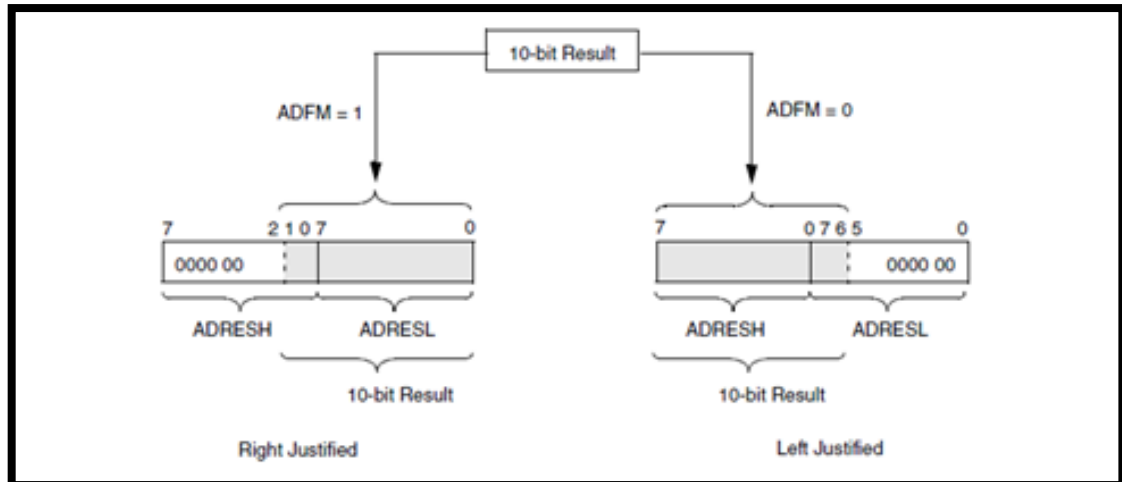 10-bit Result
ADFM = 1
ADFM = 0
7 2 1 0 7 0
7 0 7 6 5 0
0000 00
0000 00
ADRESH ADRESL
ADRESH ADRESL
10-bit Result
10-bit Result
Right Justified
Left Justified